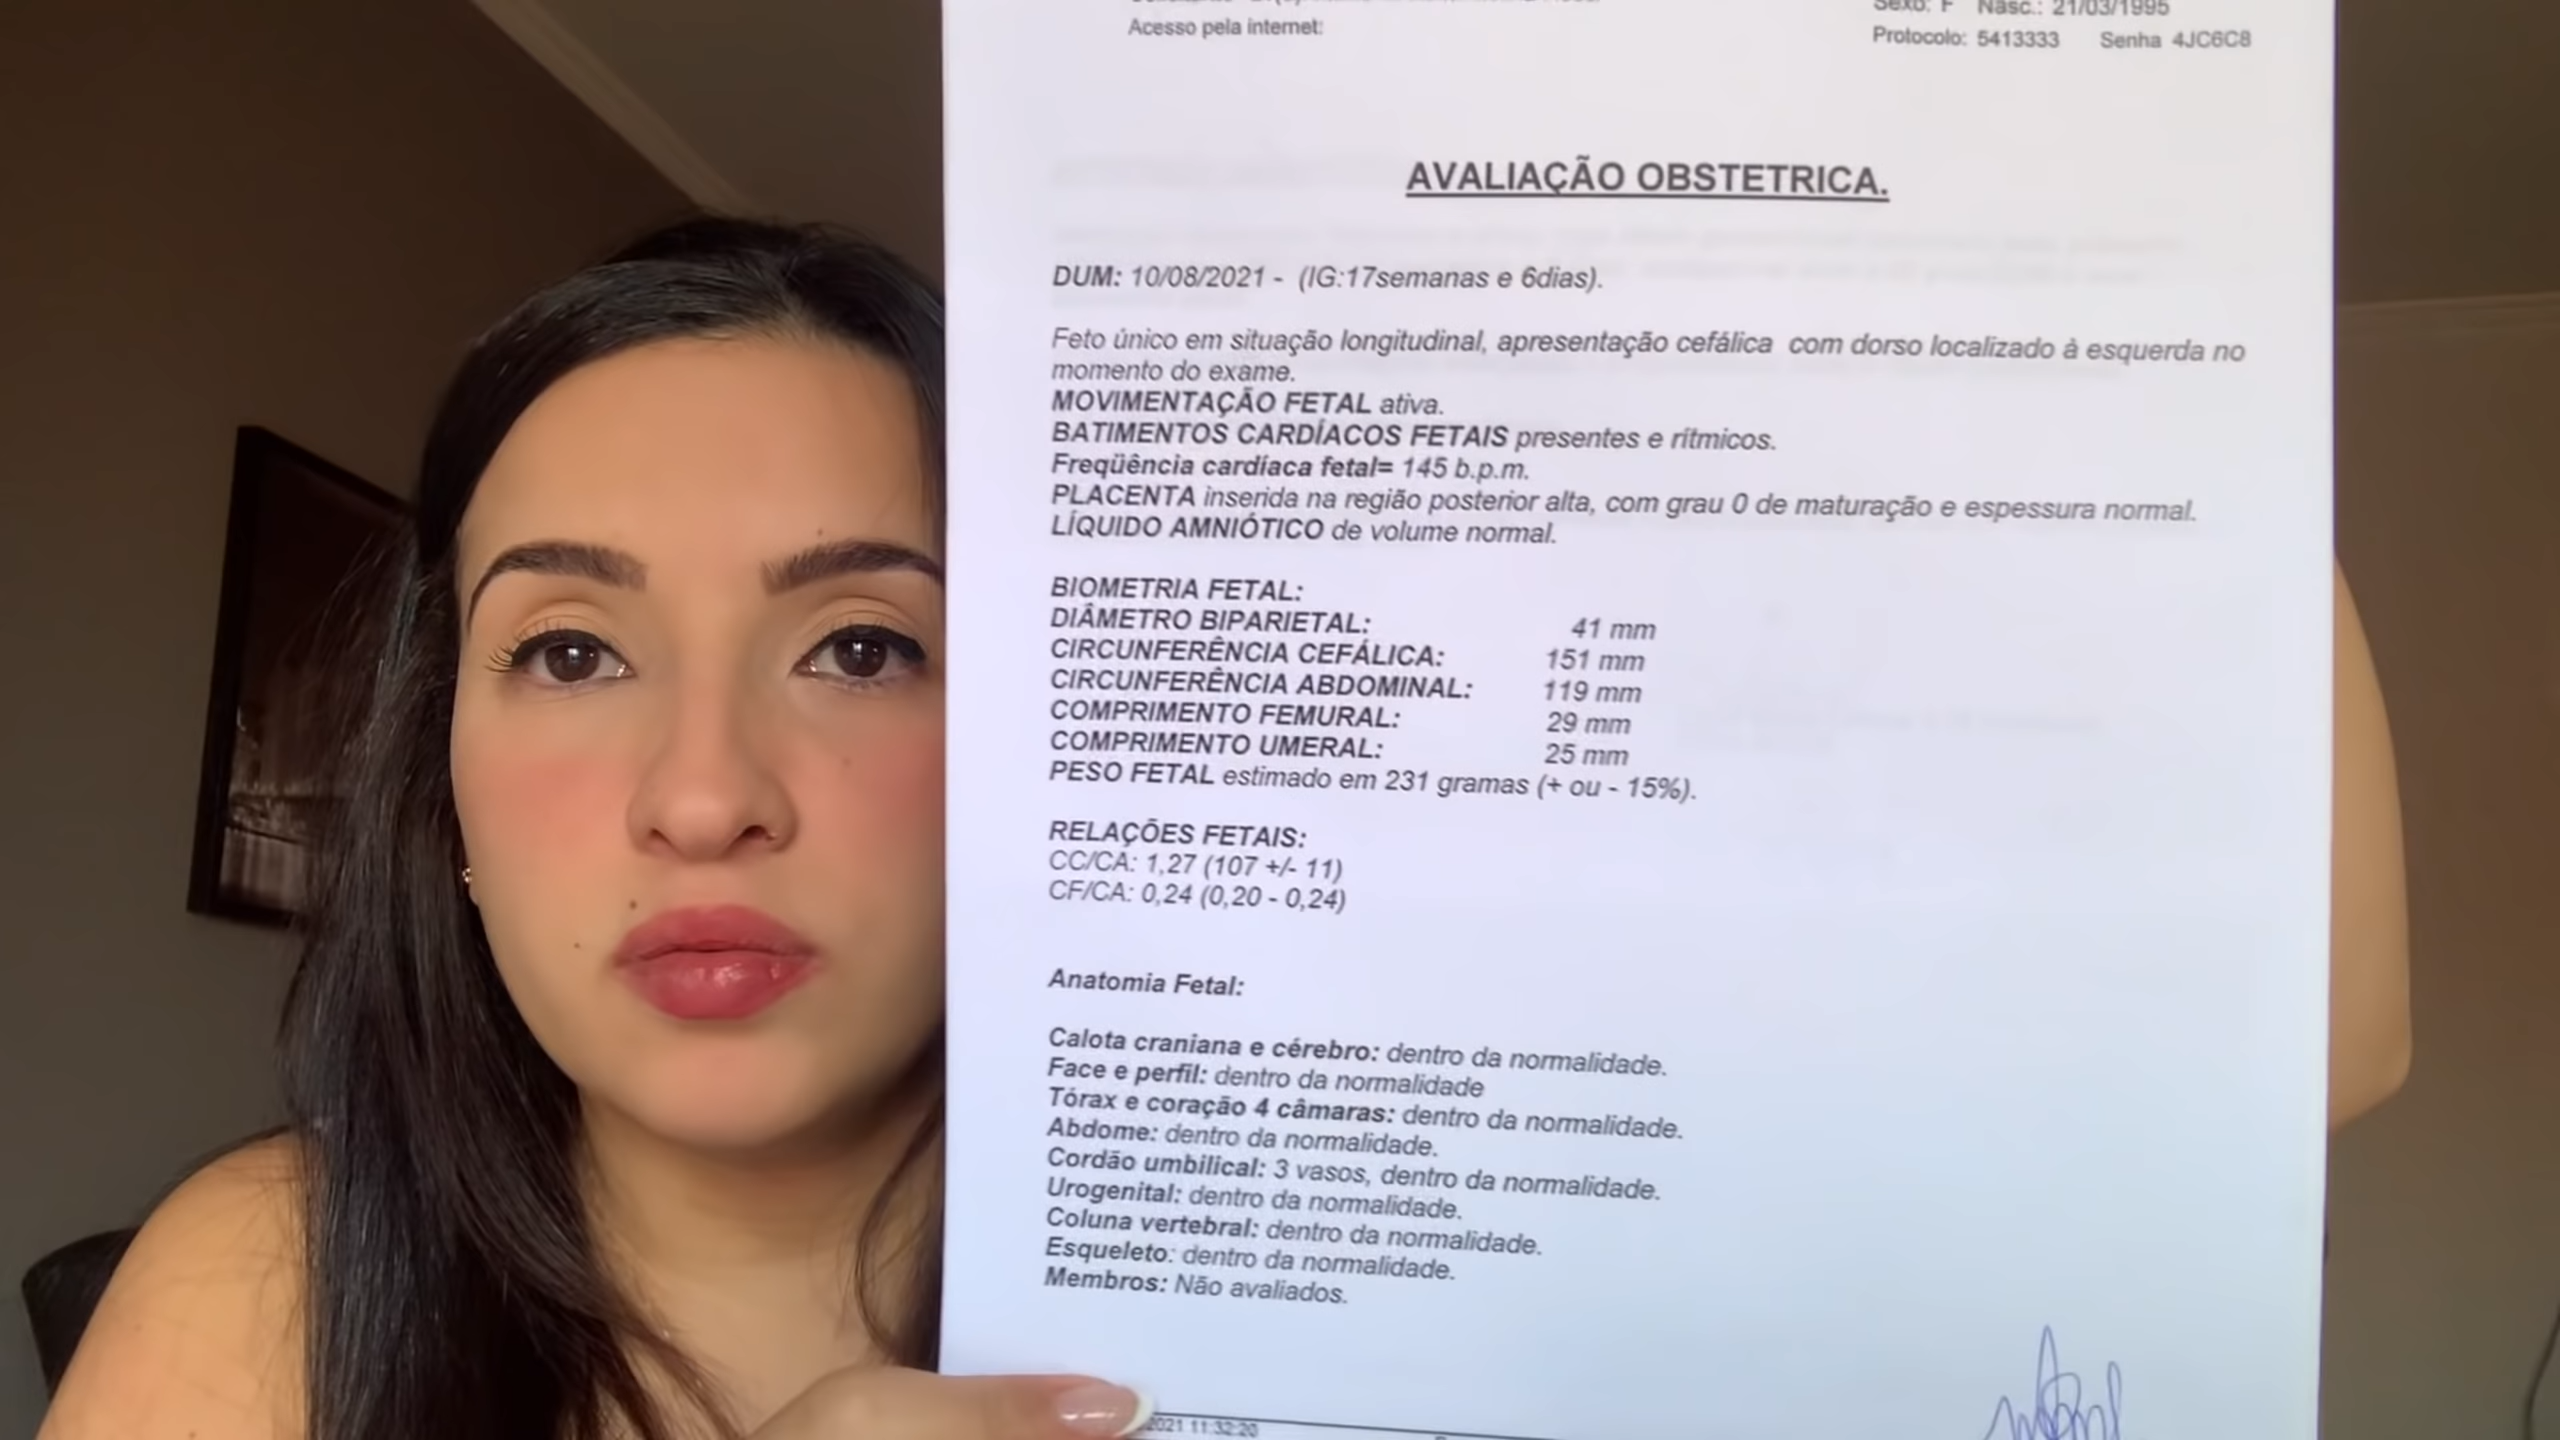 Acesso pela internet:
Sexo: F Nasc.: 21/03/1995
Protocolo: 5413333 Senha 4JC6C8
AVALIAÇÃO OBSTETRICA.
DUM: 10/08/2021 - (IG:17semanas e 6dias).
Feto único em situação longitudinal, apresentação cefálica com dorso localizado à esquerda no
momento do exame.
MOVIMENTAÇÃO FETAL ativa.
BATIMENTOS CARDÍACOS FETAIS presentes e rítmicos.
Freqüência cardíaca fetal= 145 b.p.m.
PLACENTA inserida na região posterior alta, com grau 0 de maturação e espessura normal.
LÍQUIDO AMNIÓTICO de volume normal.
BIOMETRIA FETAL:
DIÂMETRO BIPARIETAL: 41 mm
CIRCUNFERÊNCIA CEFÁLICA: 151 mm
CIRCUNFERÊNCIA ABDOMINAL: 119 mm
COMPRIMENTO FEMURAL: 29 mm
COMPRIMENTO UMERAL: 25 mm
PESO FETAL estimado em 231 gramas (+ ou - 15%).
RELAÇÕES FETAIS:
CC/CA: 1,27 (107 +/- 11)
CF/CA: 0,24 (0,20 - 0,24)
Anatomia Fetal:
Calota craniana e cérebro: dentro da normalidade.
Face e perfil: dentro da normalidade
Tórax e coração 4 câmaras: dentro da normalidade.
Abdome: dentro da normalidade.
Cordão umbilical: 3 vasos, dentro da normalidade.
Urogenital: dentro da normalidade.
Coluna vertebral: dentro da normalidade.
Esqueleto: dentro da normalidade.
Membros: Não avaliados.
2021 11:32:20